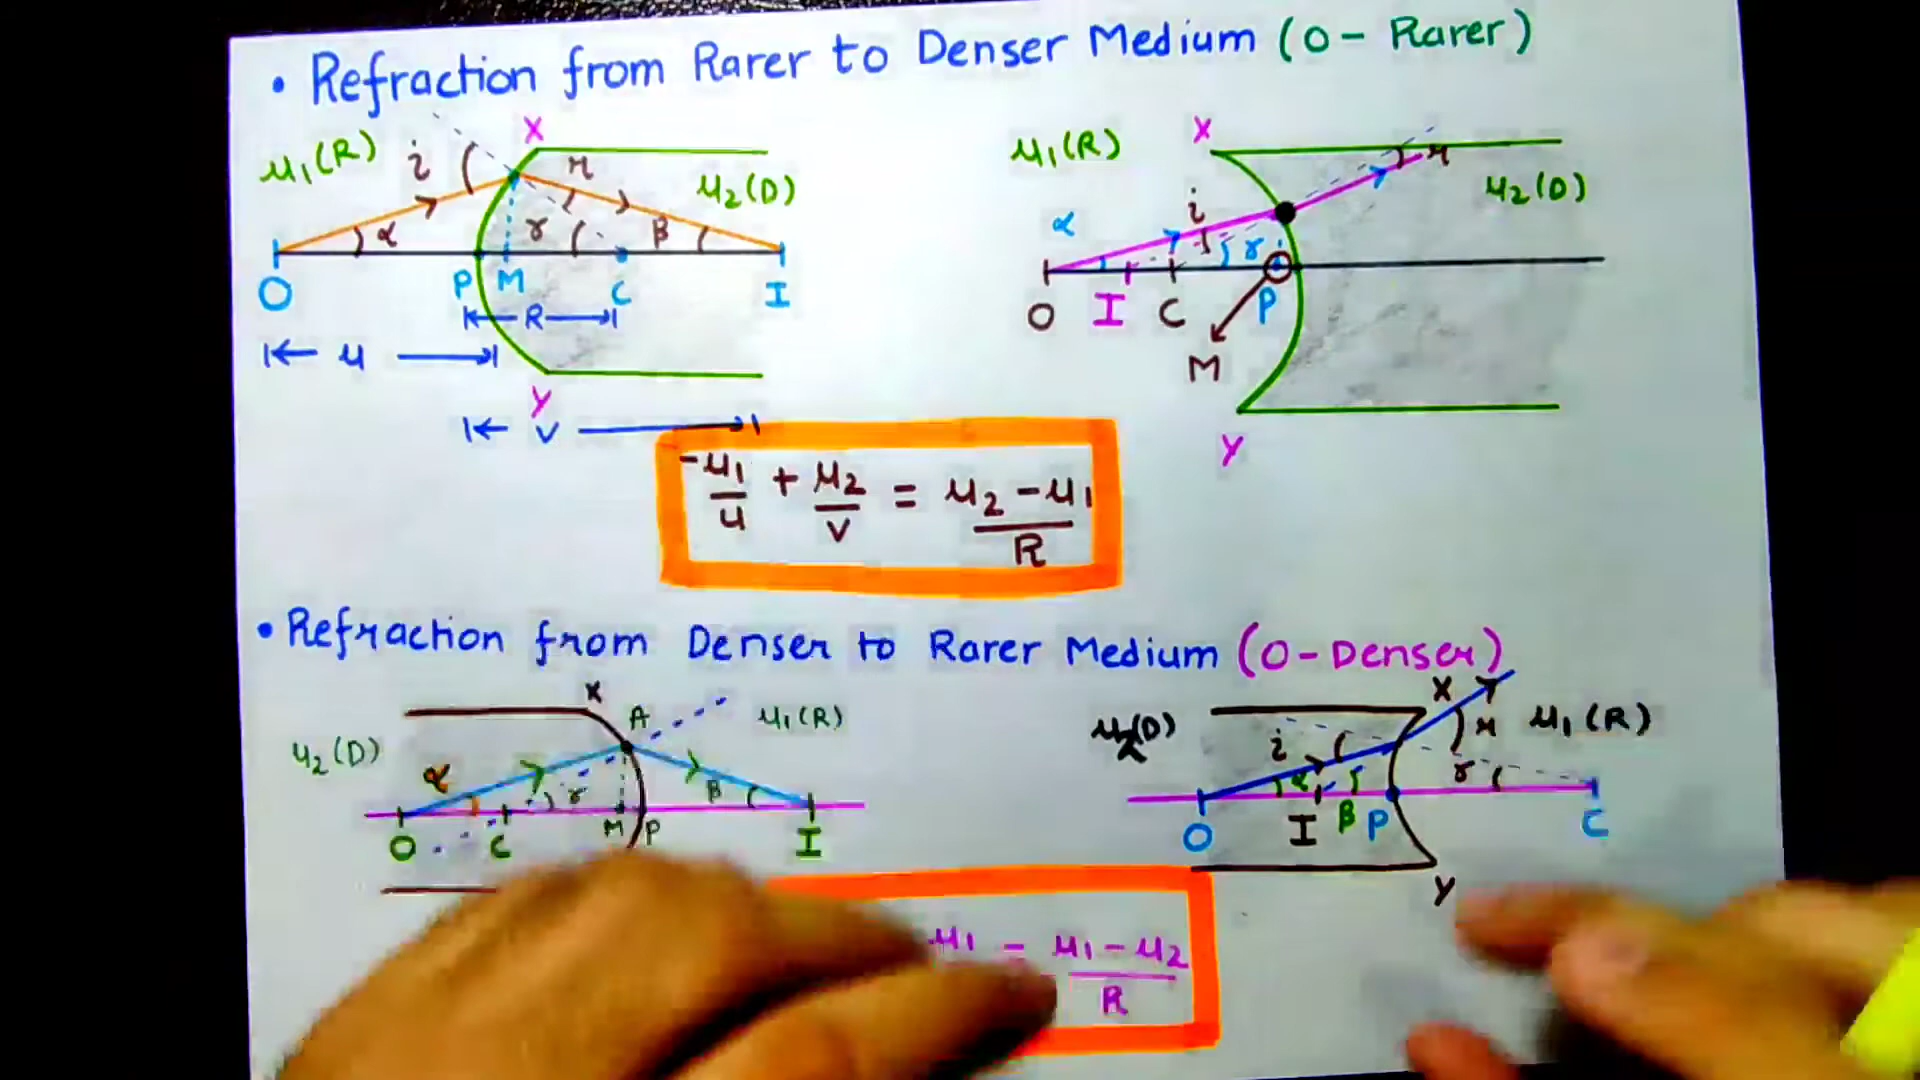 • Refraction from Rarer to Denser Medium (O - Rarer)
μ₁(R) i X r μ₂(D)
α γ β
O P M C I
R
u
Y
v
μ₁(R) X r μ₂(D)
α i γ
O I C P
M
Y
-μ₁/u + μ₂/v = μ₂ - μ₁/R
• Refraction from Denser to Rarer Medium (O - Denser)
X A μ₁(R)
μ₂(D)
α γ β
O C M P I
X
μ₂(D) i r μ₁(R)
α γ
O I β P C
Y
μ₁ = μ₁ - μ₂/R